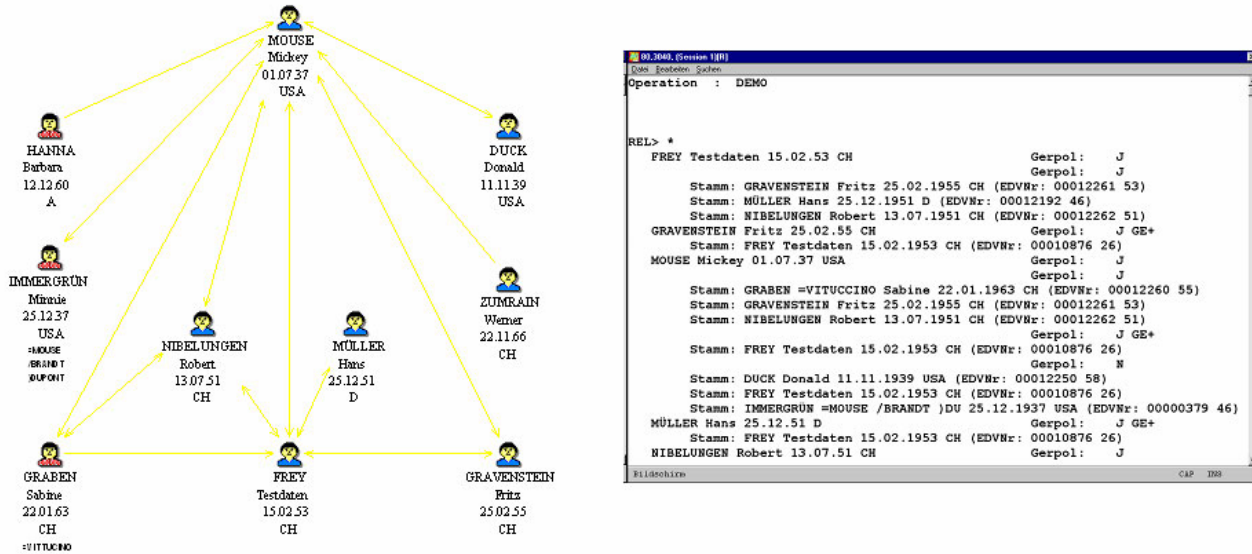 MOUSE
Mickey
01.07.37
USA
HANNA
Barbara
12.12.60
A
DUCK
Donald
11.11.39
USA
IMMERGRÜN
Minnie
25.12.37
USA
=MOUSE
/BRANDT
)DUPONT
NIBELUNGEN
Robert
13.07.51
CH
MÜLLER
Hans
25.12.51
D
ZUMRAIN
Werner
22.11.66
CH
GRABEN
Sabine
22.01.63
CH
=VITTUCINO
FREY
Testdaten
15.02.53
CH
GRAVENSTEIN
Fritz
25.02.55
CH
80.3040. (Session 1)[R]
Datei Bearbeiten Suchen
Operation : DEMO
REL> *
FREY Testdaten 15.02.53 CH Gerpol: J
Gerpol: J
Stamm: GRAVENSTEIN Fritz 25.02.1955 CH (EDVNr: 00012261 53)
Stamm: MÜLLER Hans 25.12.1951 D (EDVNr: 00012192 46)
Stamm: NIBELUNGEN Robert 13.07.1951 CH (EDVNr: 00012262 51)
GRAVENSTEIN Fritz 25.02.55 CH Gerpol: J GE+
Stamm: FREY Testdaten 15.02.1953 CH (EDVNr: 00010876 26)
MOUSE Mickey 01.07.37 USA Gerpol: J
Gerpol: J
Stamm: GRABEN =VITUCCINO Sabine 22.01.1963 CH (EDVNr: 00012260 55)
Stamm: GRAVENSTEIN Fritz 25.02.1955 CH (EDVNr: 00012261 53)
Stamm: NIBELUNGEN Robert 13.07.1951 CH (EDVNr: 00012262 51)
Gerpol: J GE+
Stamm: FREY Testdaten 15.02.1953 CH (EDVNr: 00010876 26)
Gerpol: N
Stamm: DUCK Donald 11.11.1939 USA (EDVNr: 00012250 58)
Stamm: FREY Testdaten 15.02.1953 CH (EDVNr: 00010876 26)
Stamm: IMMERGRÜN =MOUSE /BRANDT )DU 25.12.1937 USA (EDVNr: 00000379 46)
MÜLLER Hans 25.12.51 D Gerpol: J GE+
Stamm: FREY Testdaten 15.02.1953 CH (EDVNr: 00010876 26)
NIBELUNGEN Robert 13.07.51 CH Gerpol: J
Bildschirm CAP INS